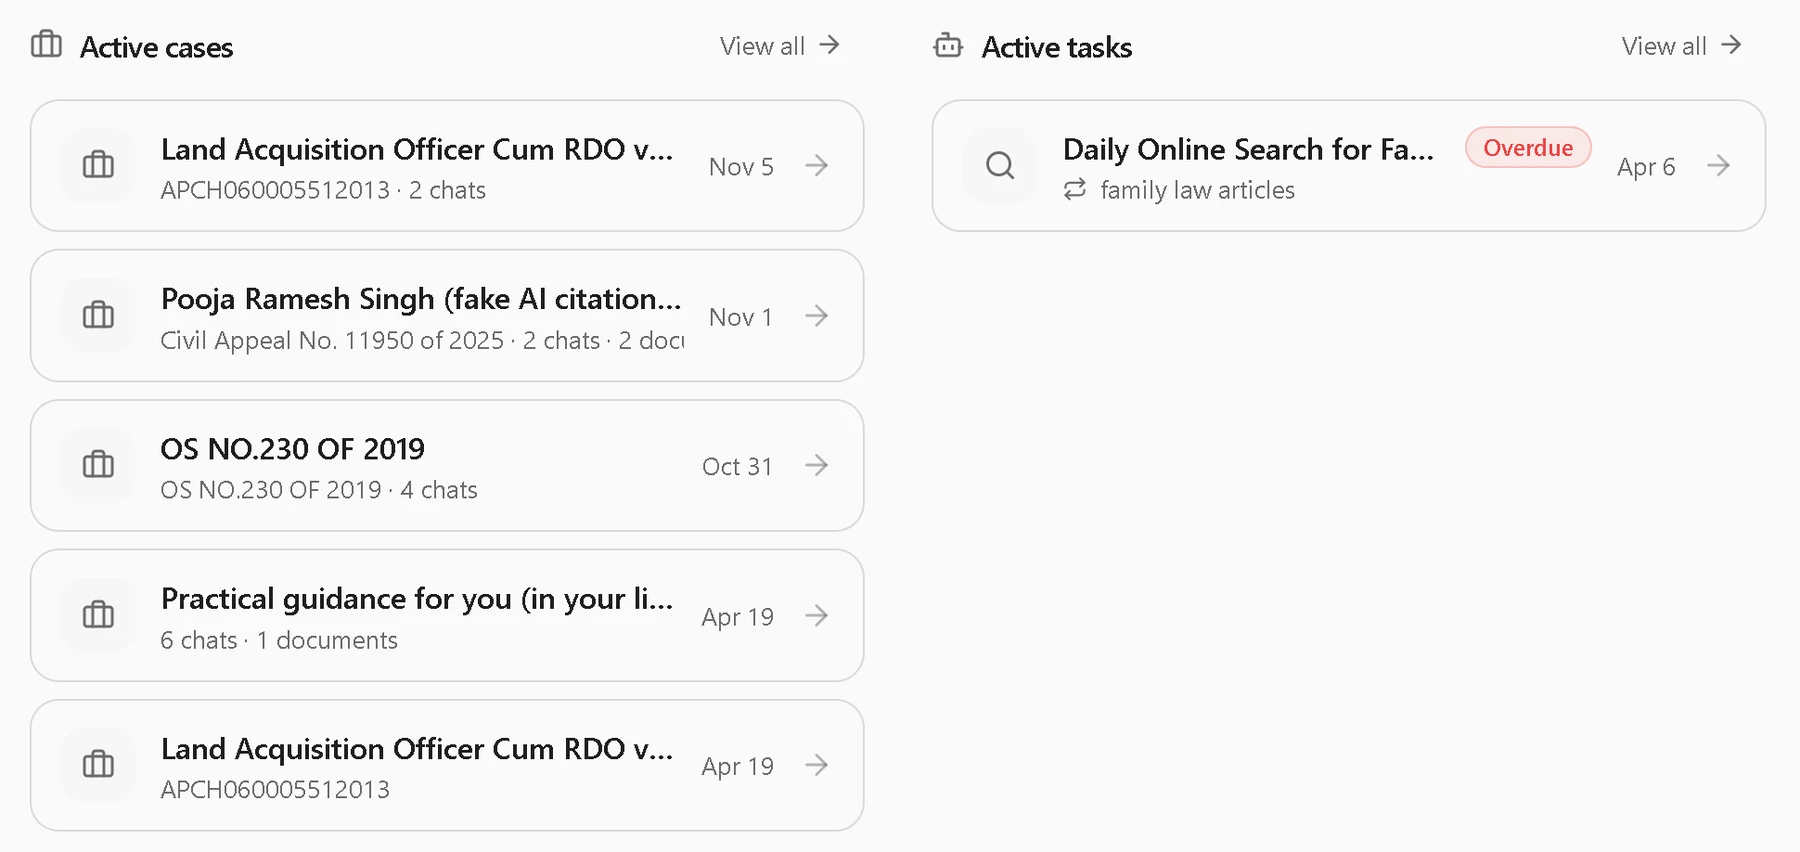 Active cases
View all
Land Acquisition Officer Cum RDO v...
APCH060005512013 · 2 chats
Nov 5
Pooja Ramesh Singh (fake AI citation...
Civil Appeal No. 11950 of 2025 · 2 chats · 2 docu
Nov 1
OS NO.230 OF 2019
OS NO.230 OF 2019 · 4 chats
Oct 31
Practical guidance for you (in your li...
6 chats · 1 documents
Apr 19
Land Acquisition Officer Cum RDO v...
APCH060005512013
Apr 19
Active tasks
View all
Daily Online Search for Fa...
Overdue
family law articles
Apr 6